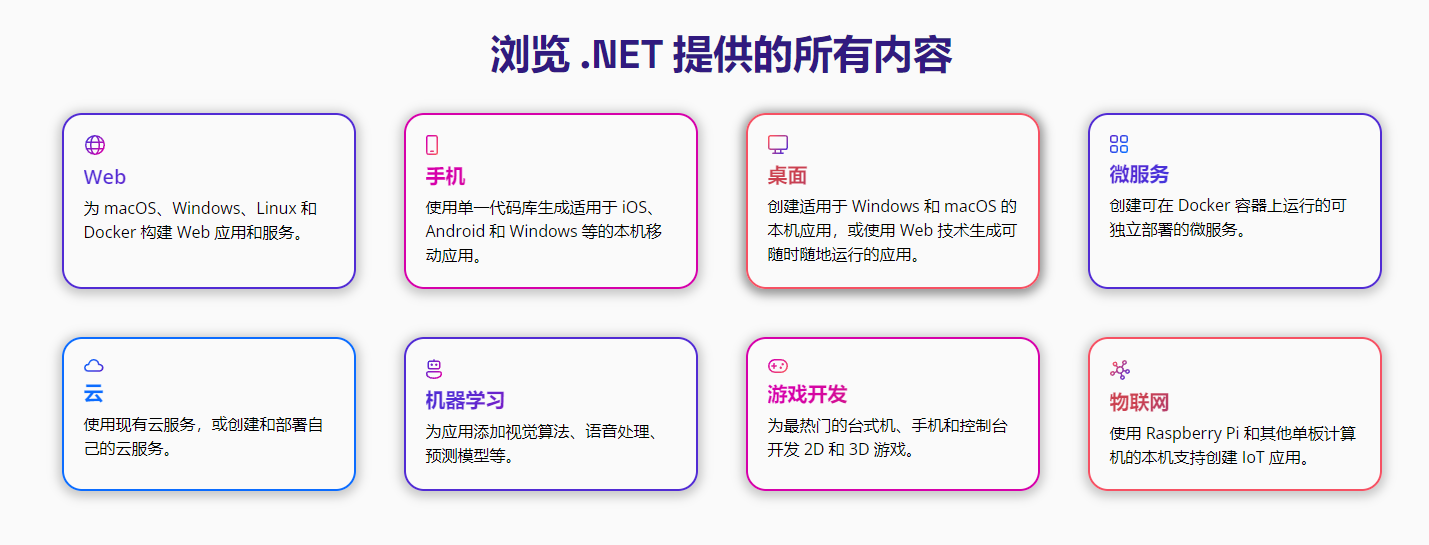 浏览 .NET 提供的所有内容
Web
为 macOS、Windows、Linux 和
Docker 构建 Web 应用和服务。
手机
使用单一代码库生成适用于 iOS、
Android 和 Windows 等的本机移
动应用。
桌面
创建适用于 Windows 和 macOS 的
本机应用，或使用 Web 技术生成可
随时随地运行的应用。
微服务
创建可在 Docker 容器上运行的可
独立部署的微服务。
云
使用现有云服务，或创建和部署自
己的云服务。
机器学习
为应用添加视觉算法、语音处理、
预测模型等。
游戏开发
为最热门的台式机、手机和控制台
开发 2D 和 3D 游戏。
物联网
使用 Raspberry Pi 和其他单板计算
机的本机支持创建 IoT 应用。